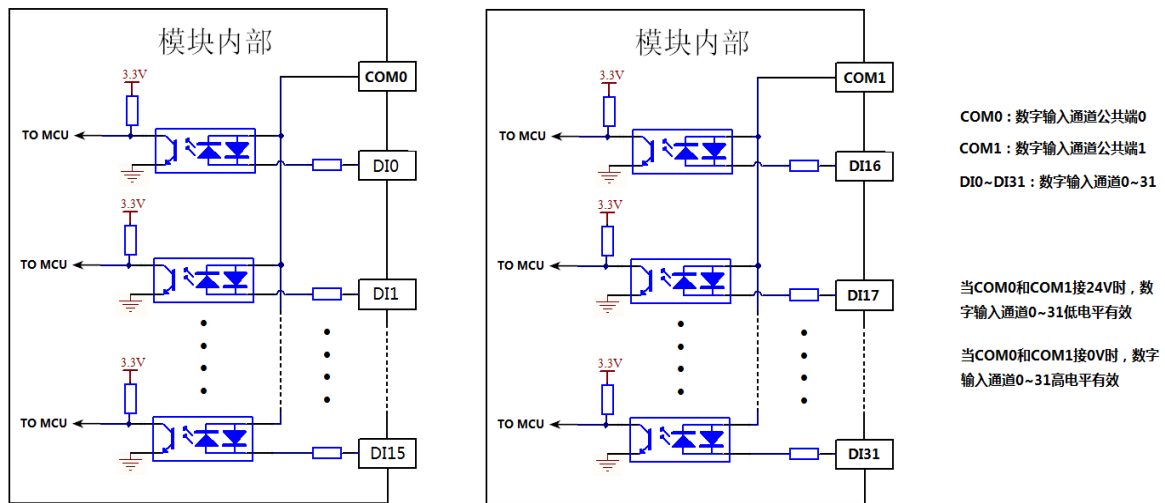 模块内部
COM0
3.3V
TO MCU
DI0
3.3V
TO MCU
DI1
3.3V
TO MCU
DI15
模块内部
COM1
3.3V
TO MCU
DI16
3.3V
TO MCU
DI17
3.3V
TO MCU
DI31
COM0：数字输入通道公共端0
COM1：数字输入通道公共端1
DI0~DI31：数字输入通道0~31
当COM0和COM1接24V时，数
字输入通道0~31低电平有效
当COM0和COM1接0V时，数字
输入通道0~31高电平有效